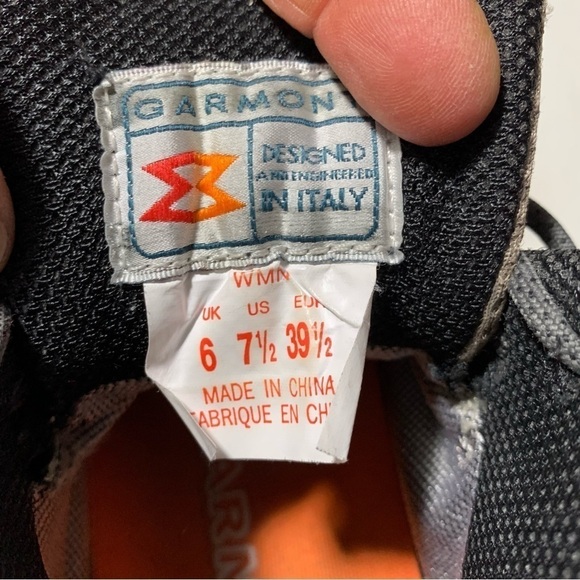 GARMON
DESIGNED
AND ENGINEERED
IN ITALY
WMN
UK US EUR
6 7½ 39½
MADE IN CHINA
FABRIQUE EN CH
ARM